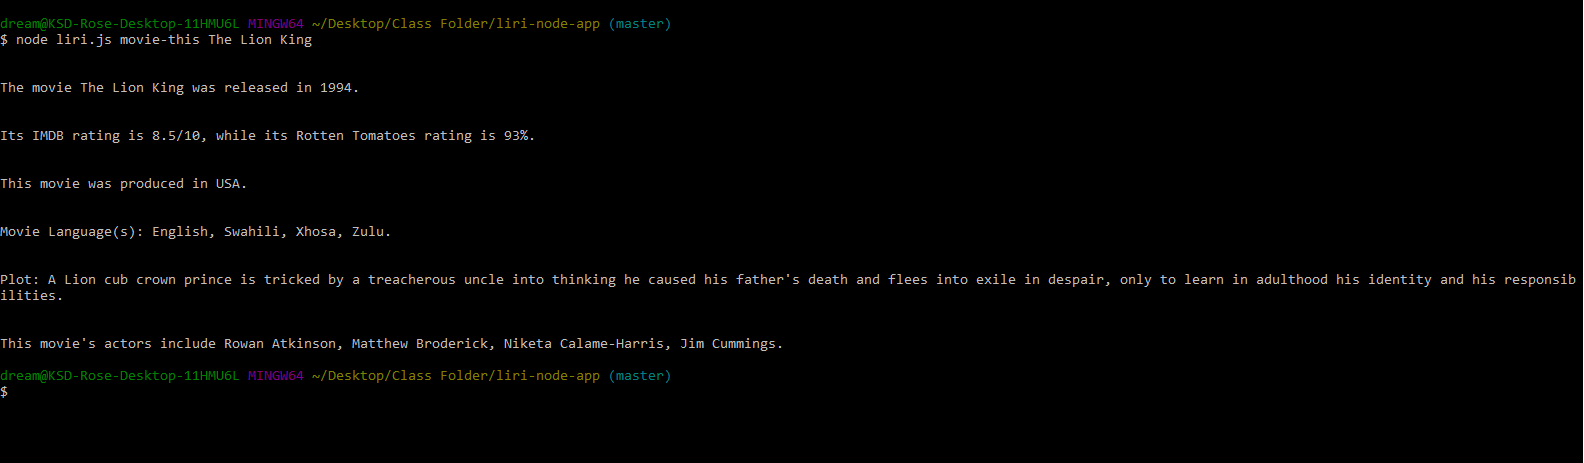 dream@KSD-Rose-Desktop-11HMU6L MINGW64 ~/Desktop/Class Folder/liri-node-app (master)
$ node liri.js movie-this The Lion King
The movie The Lion King was released in 1994.
Its IMDB rating is 8.5/10, while its Rotten Tomatoes rating is 93%.
This movie was produced in USA.
Movie Language(s): English, Swahili, Xhosa, Zulu.
Plot: A Lion cub crown prince is tricked by a treacherous uncle into thinking he caused his father's death and flees into exile in despair, only to learn in adulthood his identity and his responsib
ilities.
This movie's actors include Rowan Atkinson, Matthew Broderick, Niketa Calame-Harris, Jim Cummings.
dream@KSD-Rose-Desktop-11HMU6L MINGW64 ~/Desktop/Class Folder/liri-node-app (master)
$